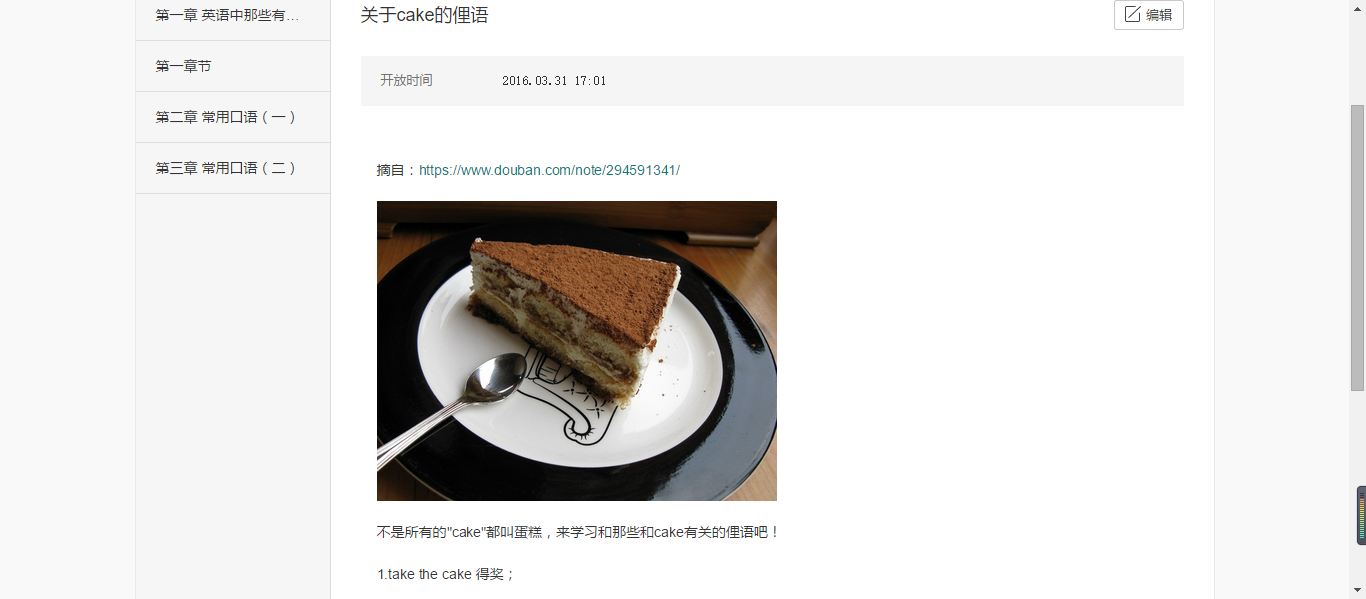 第一章 英语中那些有…
第一章节
第二章 常用口语（一）
第三章 常用口语（二）
关于cake的俚语
编辑
开放时间 2016.03.31 17:01
摘自：https://www.douban.com/note/294591341/
不是所有的"cake"都叫蛋糕，来学习和那些和cake有关的俚语吧！
1.take the cake 得奖；